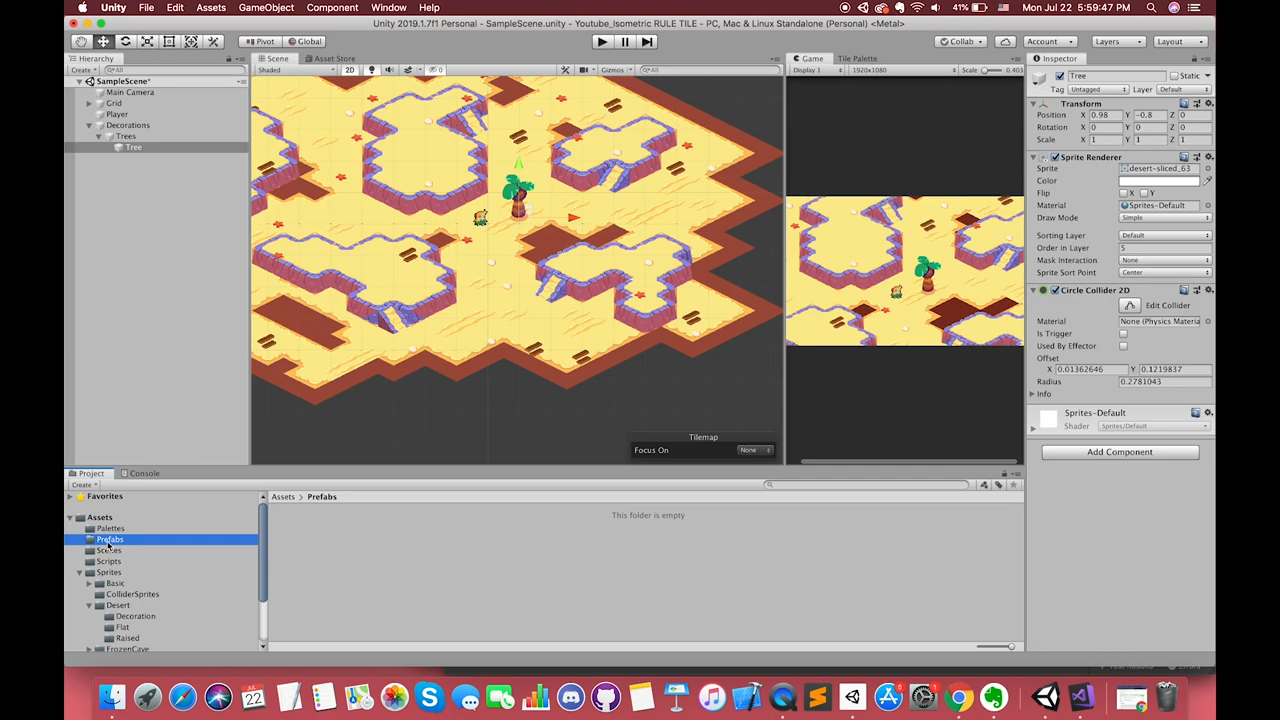 Unity File Edit Assets GameObject Component Window Help 41% Mon Jul 22 5:59:47 PM
Unity 2019.1.7f1 Personal - SampleScene.unity - Youtube_Isometric RULE TILE - PC, Mac & Linux Standalone (Personal) <Metal>
Pivot Global Collab Account Layers Layout
Hierarchy Scene Asset Store Game Tile Palette Inspector
Create All Shaded 2D 0 Gizmos All Display 1 1920x1080 Scale 0.403
SampleScene*
Main Camera
Grid
Player
Decorations
Trees
Tree
Tree Static
Tag Untagged Layer Default
Transform
Position X 0.98 Y -0.8 Z 0
Rotation X 0 Y 0 Z 0
Scale X 1 Y 1 Z 1
Sprite Renderer
Sprite desert-sliced_63
Color
Flip X Y
Material Sprites-Default
Draw Mode Simple
Sorting Layer Default
Order in Layer 5
Mask Interaction None
Sprite Sort Point Center
Circle Collider 2D
Edit Collider
Material None (Physics Materia
Is Trigger
Used By Effector
Offset
X 0.01362646 Y 0.1219837
Radius 0.2781043
Info
Sprites-Default
Shader Sprites/Default
Add Component
Tilemap
Focus On None
Project Console
Create
Favorites
Assets > Prefabs
This folder is empty
Assets
Palettes
Prefabs
Scenes
Scripts
Sprites
Basic
ColliderSprites
Desert
Decoration
Flat
Raised
FrozenCave
JUL
22